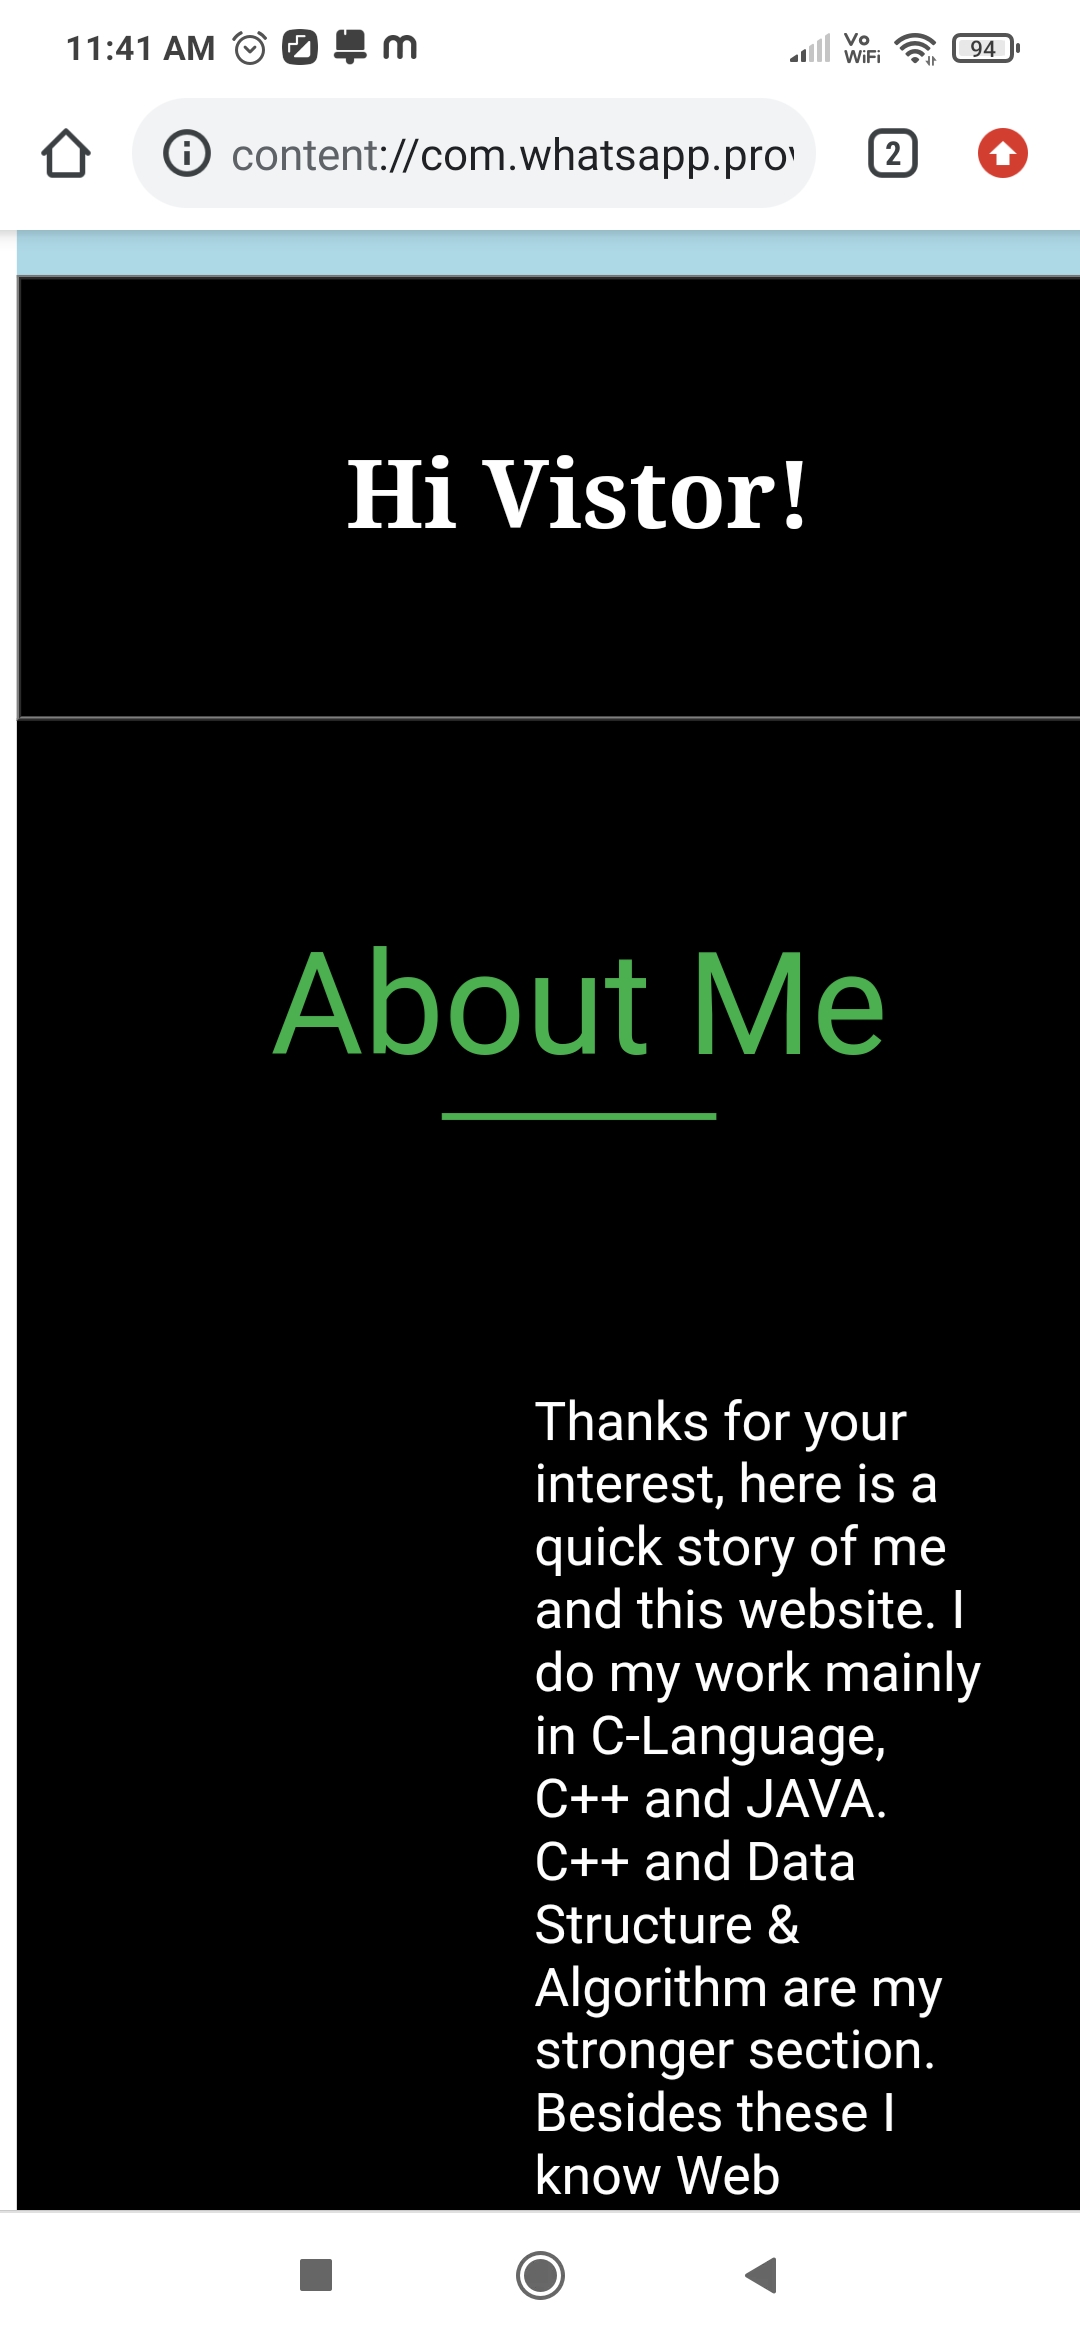 11:41 AM m Vo WiFi 94
content://com.whatsapp.prov 2
Hi Vistor!
About Me
Thanks for your
interest, here is a
quick story of me
and this website. I
do my work mainly
in C-Language,
C++ and JAVA.
C++ and Data
Structure &
Algorithm are my
stronger section.
Besides these I
know Web